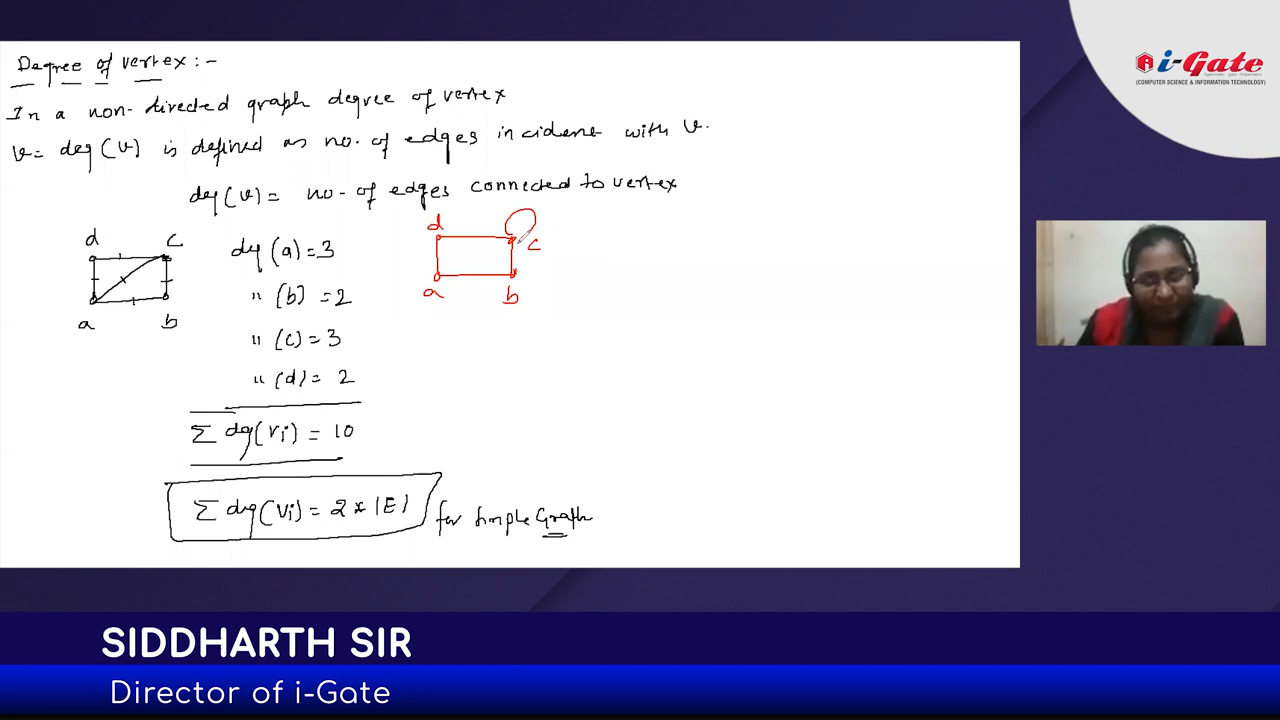 Degree of vertex :-
In a non-directed graph degree of vertex
v = deg(v) is defined as no. of edges incident with v.
deg(v) = no-of edges connected to vertex
d c
a b
deg(a) = 3
" (b) = 2
" (c) = 3
" (d) = 2
Σ deg(Vi) = 10
Σ deg(Vi) = 2 x |E| for simple Graph
d c
a b
i-Gate
(COMPUTER SCIENCE & INFORMATION TECHNOLOGY)
SIDDHARTH SIR
Director of i-Gate